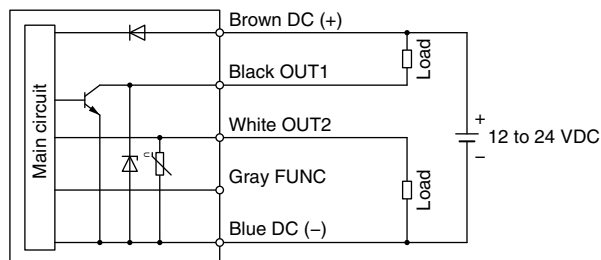 Brown DC (+)
Load
Black OUT1
Main circuit
White OUT2
+
12 to 24 VDC
−
Gray FUNC
Load
Blue DC (−)